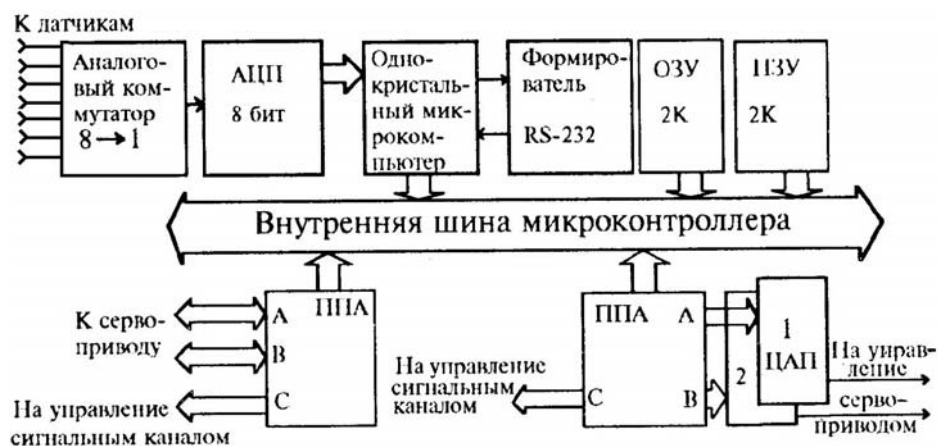 К датчикам
Аналого-
вый ком-
мутатор
8→1
АЦП
8 бит
Одно-
кристаль-
ный мик-
роком-
пьютер
Формиро-
ватель
RS-232
ОЗУ
2К
ПЗУ
2К
Внутренняя шина микроконтроллера
К серво-
приводу
На управление
сигнальным каналом
ППА
А
В
С
На управление
сигнальным
каналом
ППА
А
В
С
1
ЦАП
2
На управ-
ление
серво-
приводом